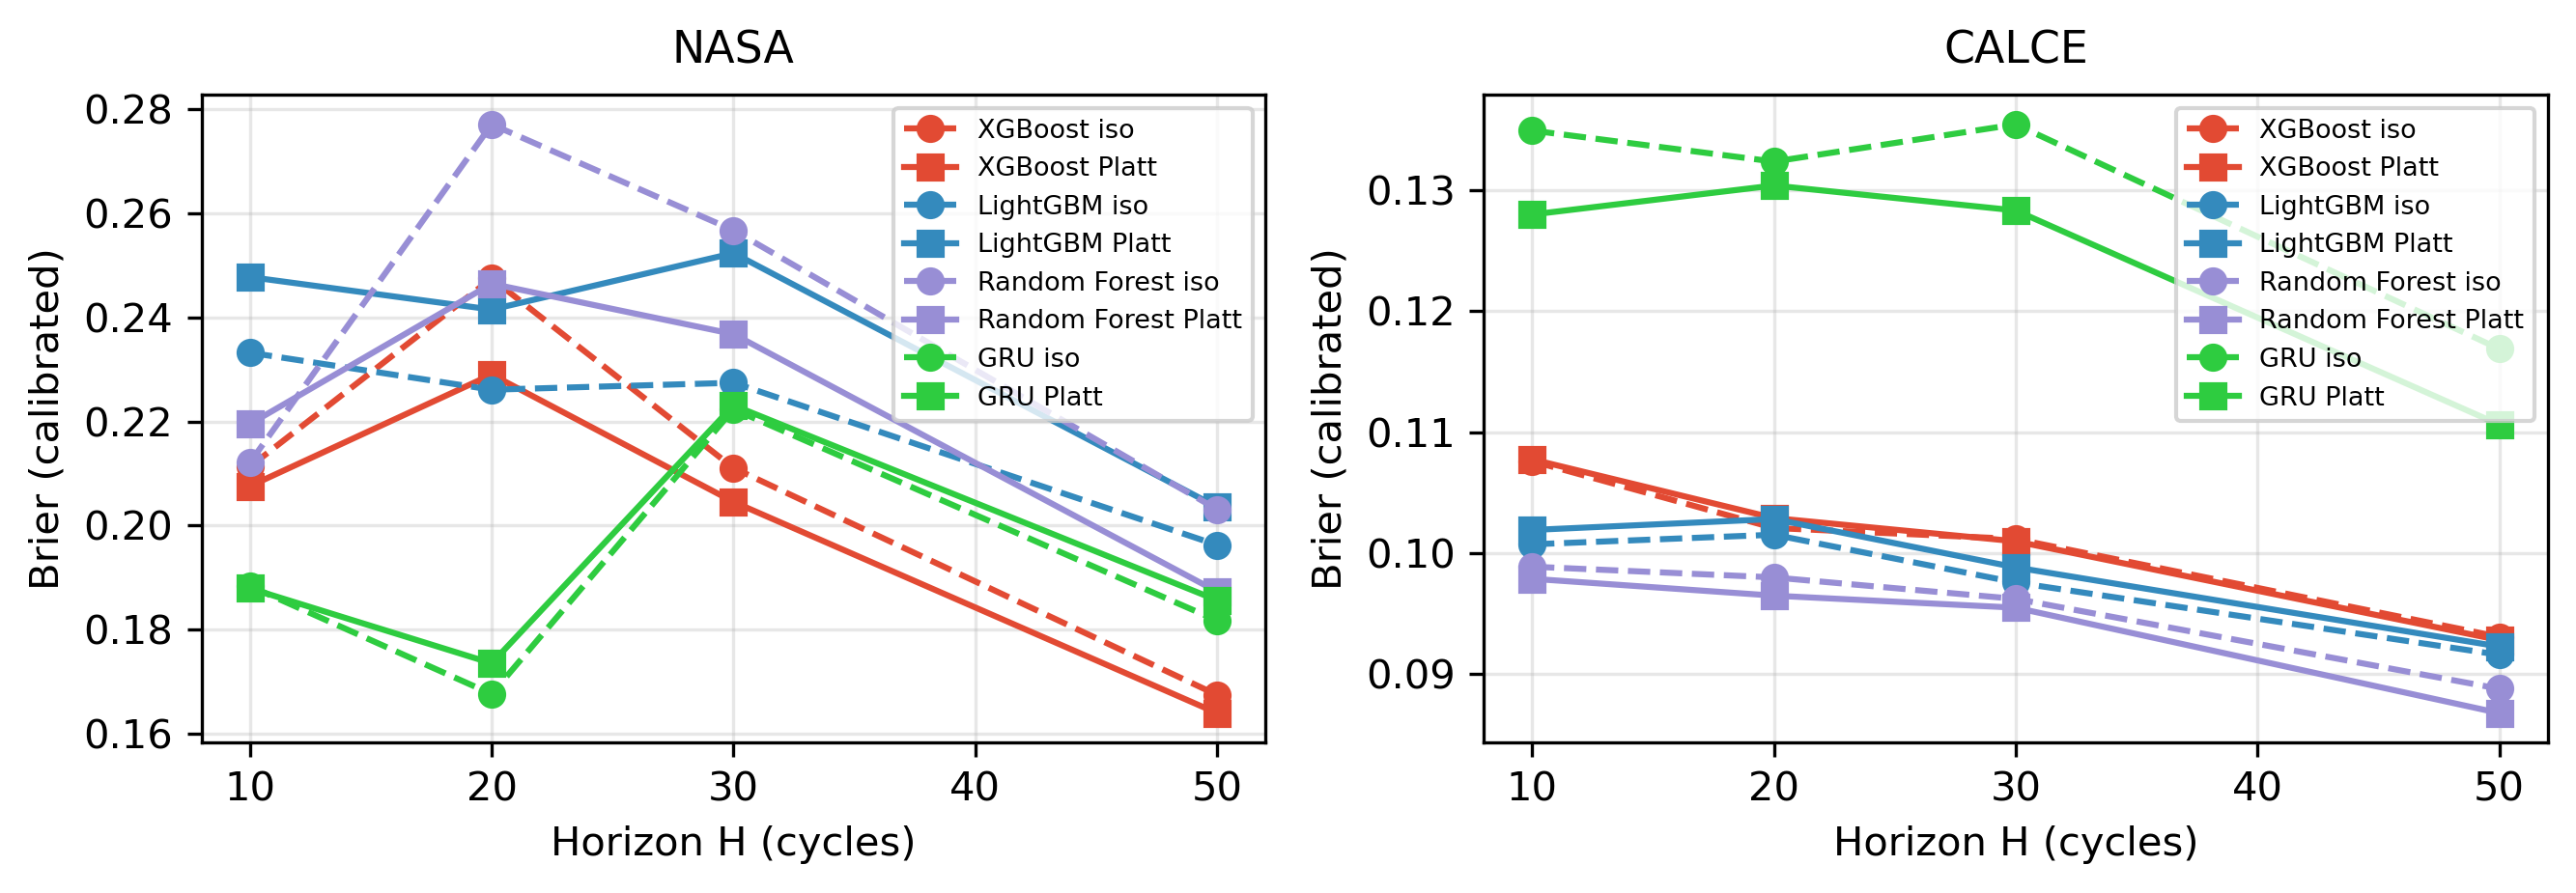 NASA
0.28
0.26
0.24
0.22
0.20
0.18
0.16
Brier (calibrated)
XGBoost iso
XGBoost Platt
LightGBM iso
LightGBM Platt
Random Forest iso
Random Forest Platt
GRU iso
GRU Platt
10 20 30 40 50
Horizon H (cycles)
CALCE
0.13
0.12
0.11
0.10
0.09
Brier (calibrated)
XGBoost iso
XGBoost Platt
LightGBM iso
LightGBM Platt
Random Forest iso
Random Forest Platt
GRU iso
GRU Platt
10 20 30 40 50
Horizon H (cycles)